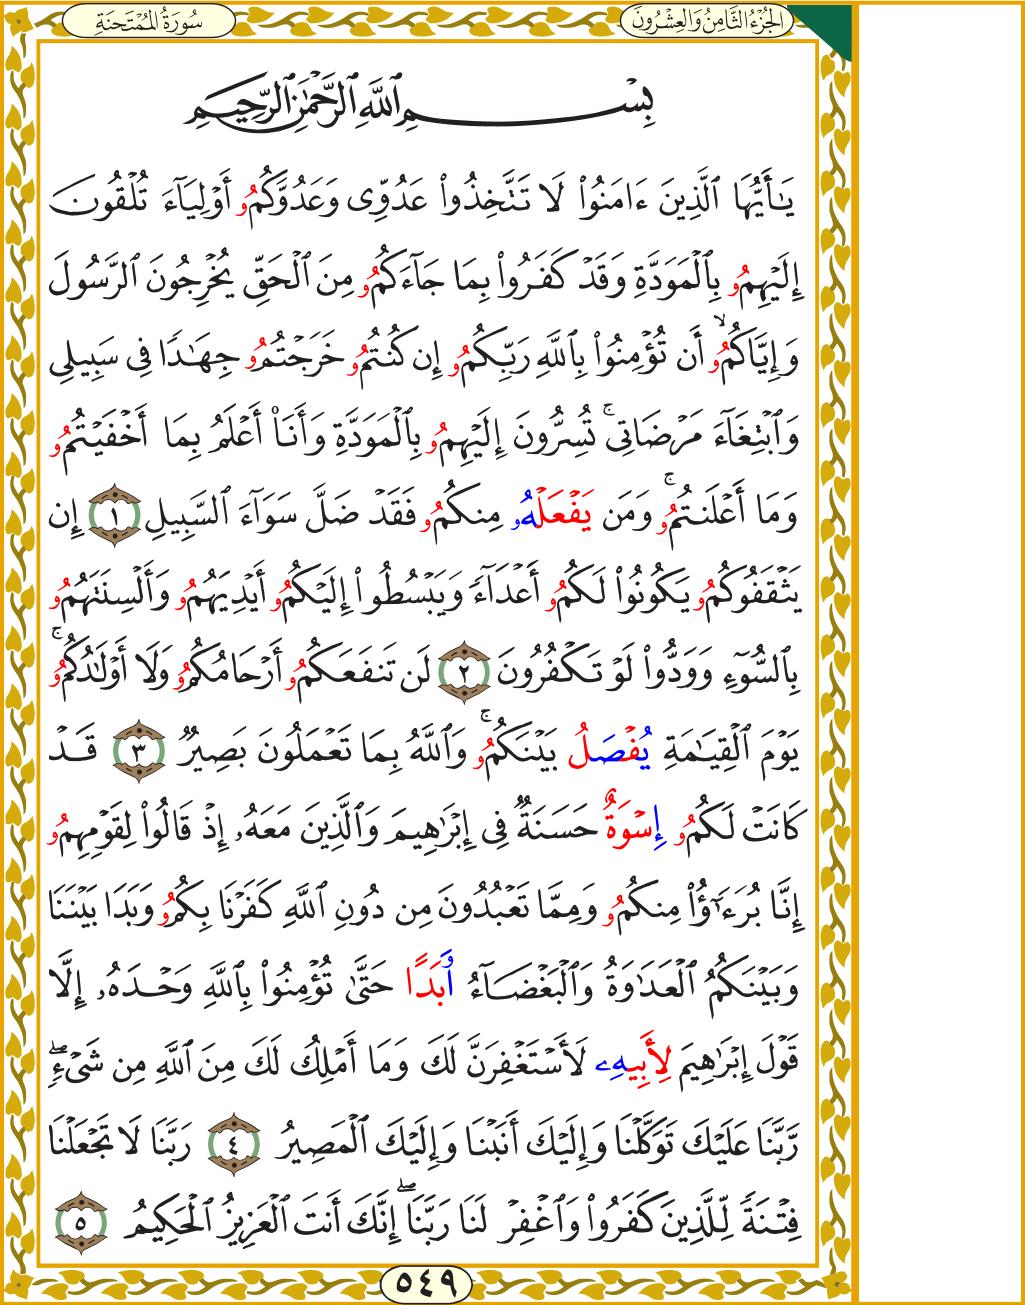 الجُزْءُ الثَّامِنُ وَالعِشْرُونَ
سُورَةُ المُمْتَحَنَةِ
بِسْمِ ٱللَّهِ ٱلرَّحْمَٰنِ ٱلرَّحِيمِ
يَٰٓأَيُّهَا ٱلَّذِينَ ءَامَنُوا۟ لَا تَتَّخِذُوا۟ عَدُوِّى وَعَدُوَّكُمُۥ أَوْلِيَآءَ تُلْقُونَ
إِلَيْهِمُۥ بِٱلْمَوَدَّةِ وَقَدْ كَفَرُوا۟ بِمَا جَآءَكُمُۥ مِنَ ٱلْحَقِّ يُخْرِجُونَ ٱلرَّسُولَ
وَإِيَّاكُمُۥۙ أَن تُؤْمِنُوا۟ بِٱللَّهِ رَبِّكُمُۥ إِن كُنتُمُۥ خَرَجْتُمُۥ جِهَٰدًا فِى سَبِيلِى
وَٱبْتِغَآءَ مَرْضَاتِىۚ تُسِرُّونَ إِلَيْهِمُۥ بِٱلْمَوَدَّةِ وَأَنَا۠ أَعْلَمُ بِمَا أَخْفَيْتُمُۥ
وَمَا أَعْلَنتُمُۥۚ وَمَن يَفْعَلْهُۥ مِنكُمُۥ فَقَدْ ضَلَّ سَوَآءَ ٱلسَّبِيلِ ١ إِن
يَثْقَفُوكُمُۥ يَكُونُوا۟ لَكُمُۥ أَعْدَآءً وَيَبْسُطُوا۟ إِلَيْكُمُۥ أَيْدِيَهُمُۥ وَأَلْسِنَتَهُمُۥ
بِٱلسُّوٓءِ وَوَدُّوا۟ لَوْ تَكْفُرُونَ ٢ لَن تَنفَعَكُمُۥ أَرْحَامُكُمُۥ وَلَا أَوْلَٰدُكُمُۥۚ
يَوْمَ ٱلْقِيَٰمَةِ يُفْصَلُ بَيْنَكُمُۥۚ وَٱللَّهُ بِمَا تَعْمَلُونَ بَصِيرٌ ٣ قَدْ
كَانَتْ لَكُمُۥ إِسْوَةٌ حَسَنَةٌ فِى إِبْرَٰهِيمَ وَٱلَّذِينَ مَعَهُۥ إِذْ قَالُوا۟ لِقَوْمِهِمُۥ
إِنَّا بُرَءَٰٓؤُا۟ مِنكُمُۥ وَمِمَّا تَعْبُدُونَ مِن دُونِ ٱللَّهِ كَفَرْنَا بِكُمُۥ وَبَدَا بَيْنَنَا
وَبَيْنَكُمُ ٱلْعَدَٰوَةُ وَٱلْبَغْضَآءُ أَبَدًا حَتَّىٰ تُؤْمِنُوا۟ بِٱللَّهِ وَحْدَهُۥ إِلَّا
قَوْلَ إِبْرَٰهِيمَ لِأَبِيهِۦ لَأَسْتَغْفِرَنَّ لَكَ وَمَا أَمْلِكُ لَكَ مِنَ ٱللَّهِ مِن شَىْءٍۖ
رَّبَّنَا عَلَيْكَ تَوَكَّلْنَا وَإِلَيْكَ أَنَبْنَا وَإِلَيْكَ ٱلْمَصِيرُ ٤ رَبَّنَا لَا تَجْعَلْنَا
فِتْنَةً لِّلَّذِينَ كَفَرُوا۟ وَٱغْفِرْ لَنَا رَبَّنَاۖ إِنَّكَ أَنتَ ٱلْعَزِيزُ ٱلْحَكِيمُ ٥
٥٤٩